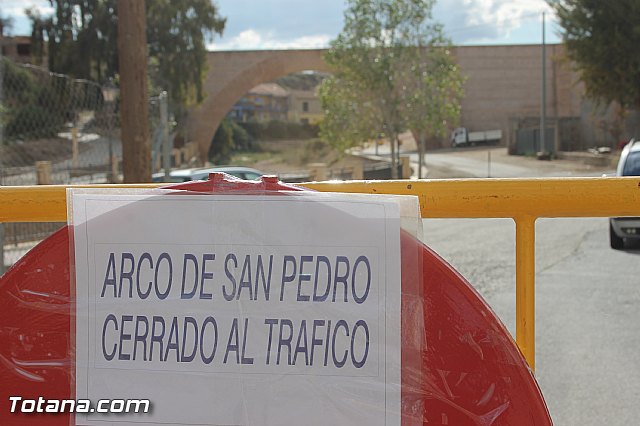 ARCO DE SAN PEDRO
CERRADO AL TRAFICO
Totana.com